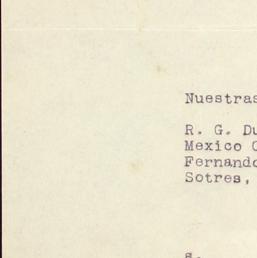 Nuestras
R. G. Du
Mexico C
Fernando
Sotres,